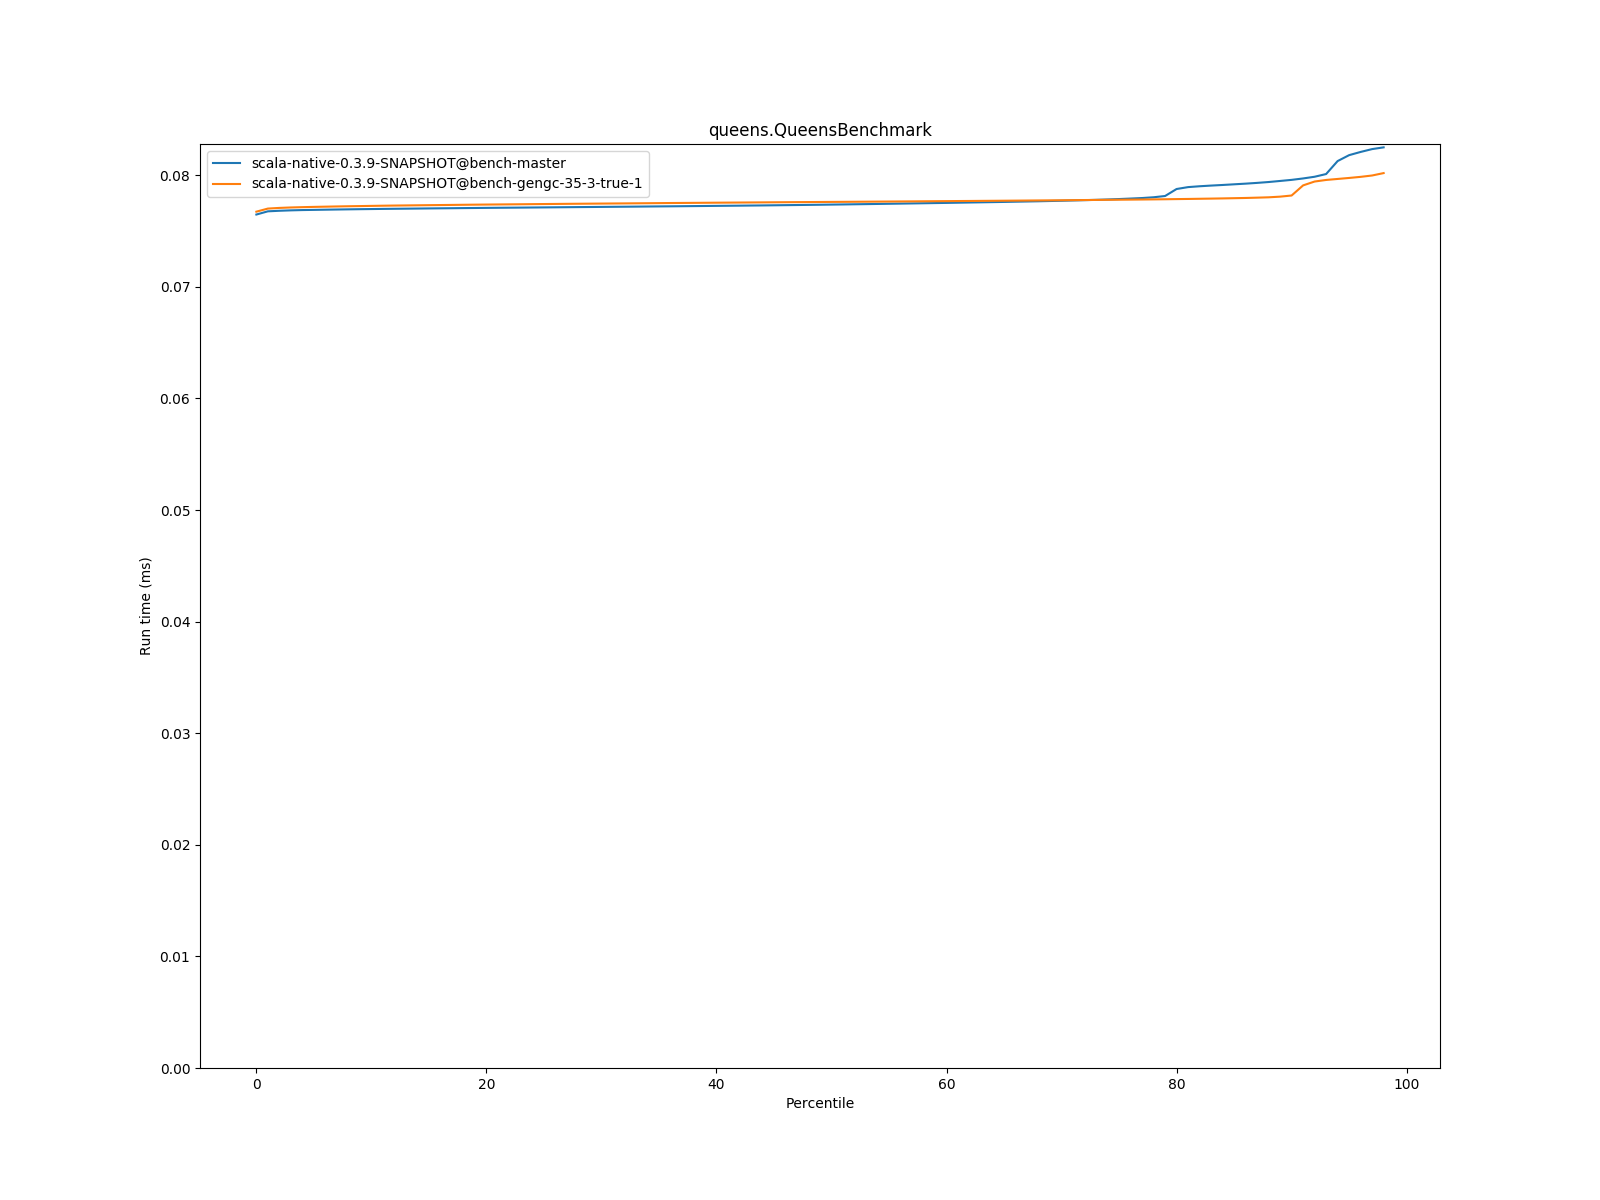 queens.QueensBenchmark
scala-native-0.3.9-SNAPSHOT@bench-master
scala-native-0.3.9-SNAPSHOT@bench-gengc-35-3-true-1
0.08
0.07
0.06
0.05
0.04
0.03
0.02
0.01
0.00
Run time (ms)
0 20 40 60 80 100
Percentile